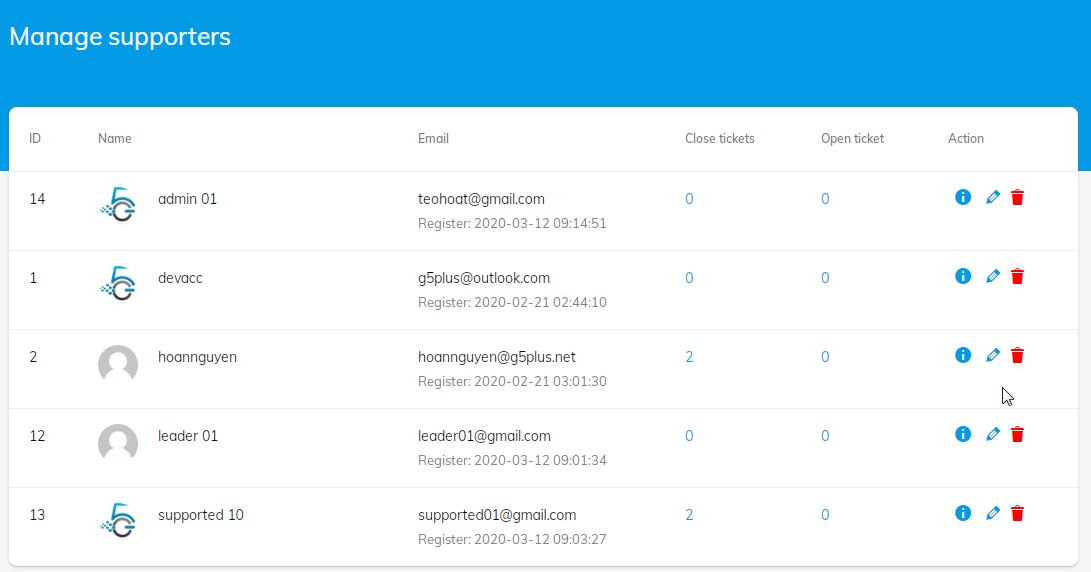 Manage supporters
ID Name Email Close tickets Open ticket Action
14 admin 01 teohoat@gmail.com 0 0
Register: 2020-03-12 09:14:51
1 devacc g5plus@outlook.com 0 0
Register: 2020-02-21 02:44:10
2 hoannguyen hoannguyen@g5plus.net 2 0
Register: 2020-02-21 03:01:30
12 leader 01 leader01@gmail.com 0 0
Register: 2020-03-12 09:01:34
13 supported 10 supported01@gmail.com 2 0
Register: 2020-03-12 09:03:27